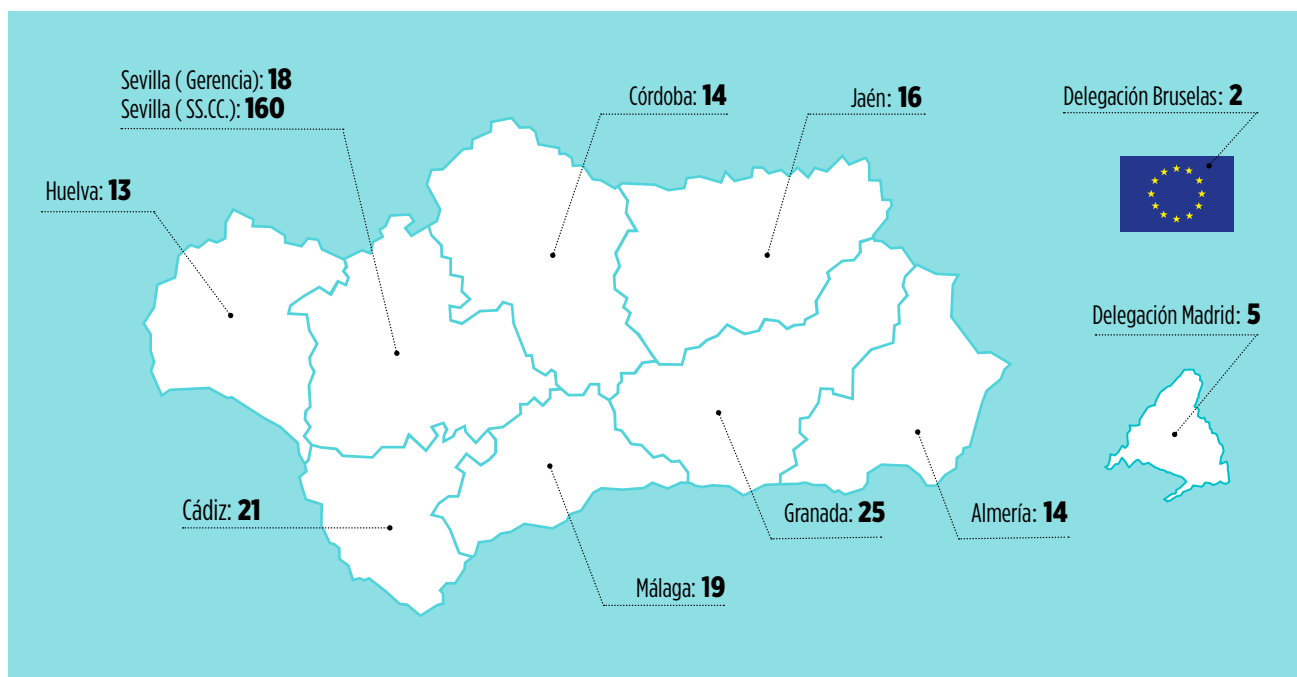 Sevilla ( Gerencia): 18
Sevilla ( SS.CC.): 160
Córdoba: 14
Jaén: 16
Delegación Bruselas: 2
Huelva: 13
Delegación Madrid: 5
Cádiz: 21
Granada: 25
Almería: 14
Málaga: 19